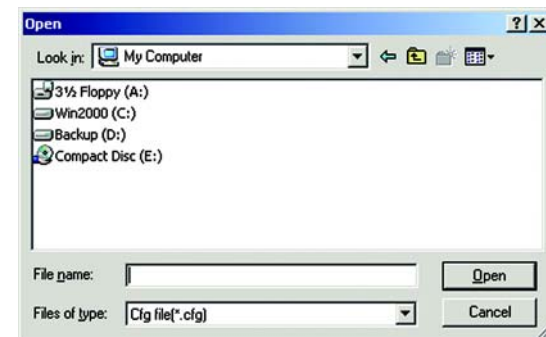 Open
Look in: My Computer
3½ Floppy (A:)
Win2000 (C:)
Backup (D:)
Compact Disc (E:)
File name:
Open
Files of type: Cfg file(*.cfg)
Cancel